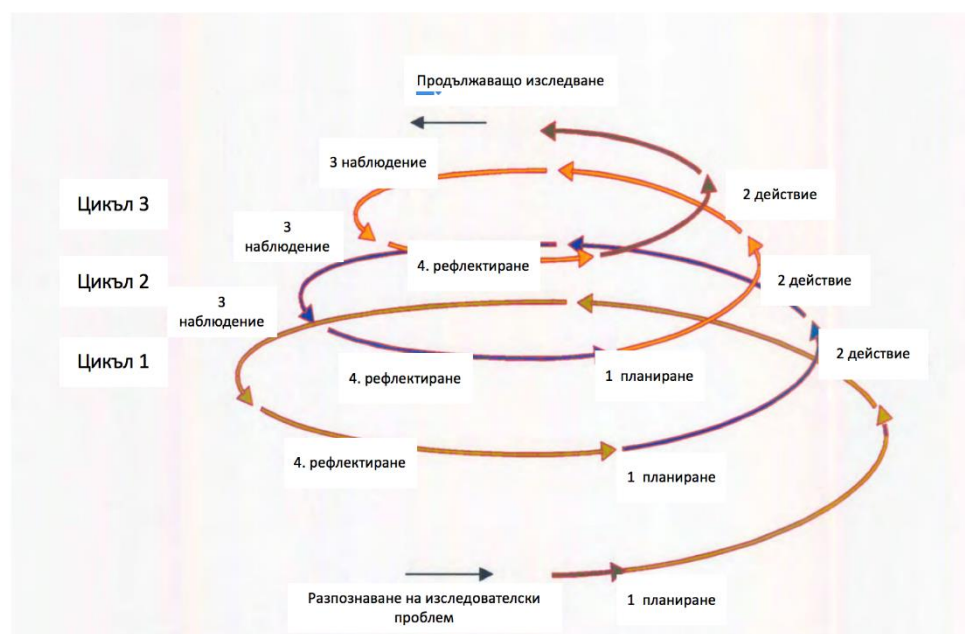 Продължаващо изследване
3 наблюдение
2 действие
Цикъл 3
3
наблюдение
4. рефлектиране
Цикъл 2
2 действие
3
наблюдение
Цикъл 1
2 действие
4. рефлектиране
1 планиране
4. рефлектиране
1 планиране
Разпознаване на изследователски
проблем
1 планиране